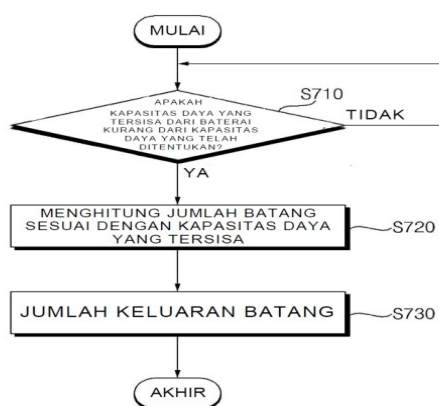 MULAI
S710
APAKAH
KAPASITAS DAYA YANG
TERSISA DARI BATERAI
KURANG DARI KAPASITAS
DAYA YANG TELAH
DITENTUKAN?
TIDAK
YA
MENGHITUNG JUMLAH BATANG
SESUAI DENGAN KAPASITAS DAYA
YANG TERSISA
S720
JUMLAH KELUARAN BATANG
S730
AKHIR